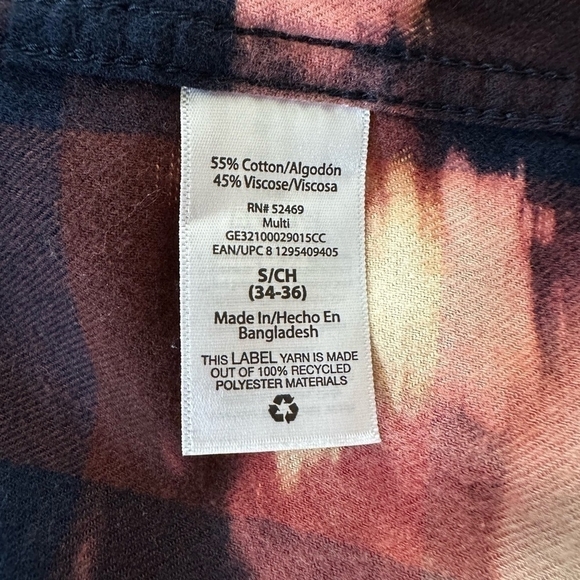 55% Cotton/Algodón
45% Viscose/Viscosa
RN# 52469
Multi
GE32100029015CC
EAN/UPC 8 1295409405
S/CH
(34-36)
Made In/Hecho En
Bangladesh
THIS LABEL YARN IS MADE
OUT OF 100% RECYCLED
POLYESTER MATERIALS